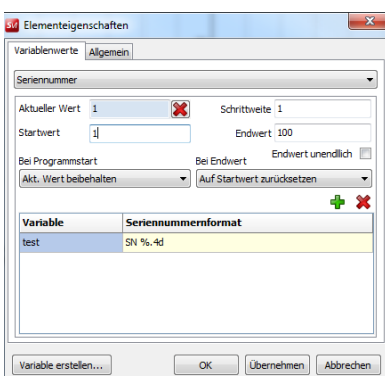 Elementeigenschaften
Variablenwerte Allgemein
Seriennummer
Aktueller Wert 1 Schrittweite 1
Startwert 1 Endwert 100
Endwert unendlich
Bei Programmstart Bei Endwert
Akt. Wert beibehalten Auf Startwert zurücksetzen
Variable Seriennummernformat
test SN %.4d
Variable erstellen... OK Übernehmen Abbrechen